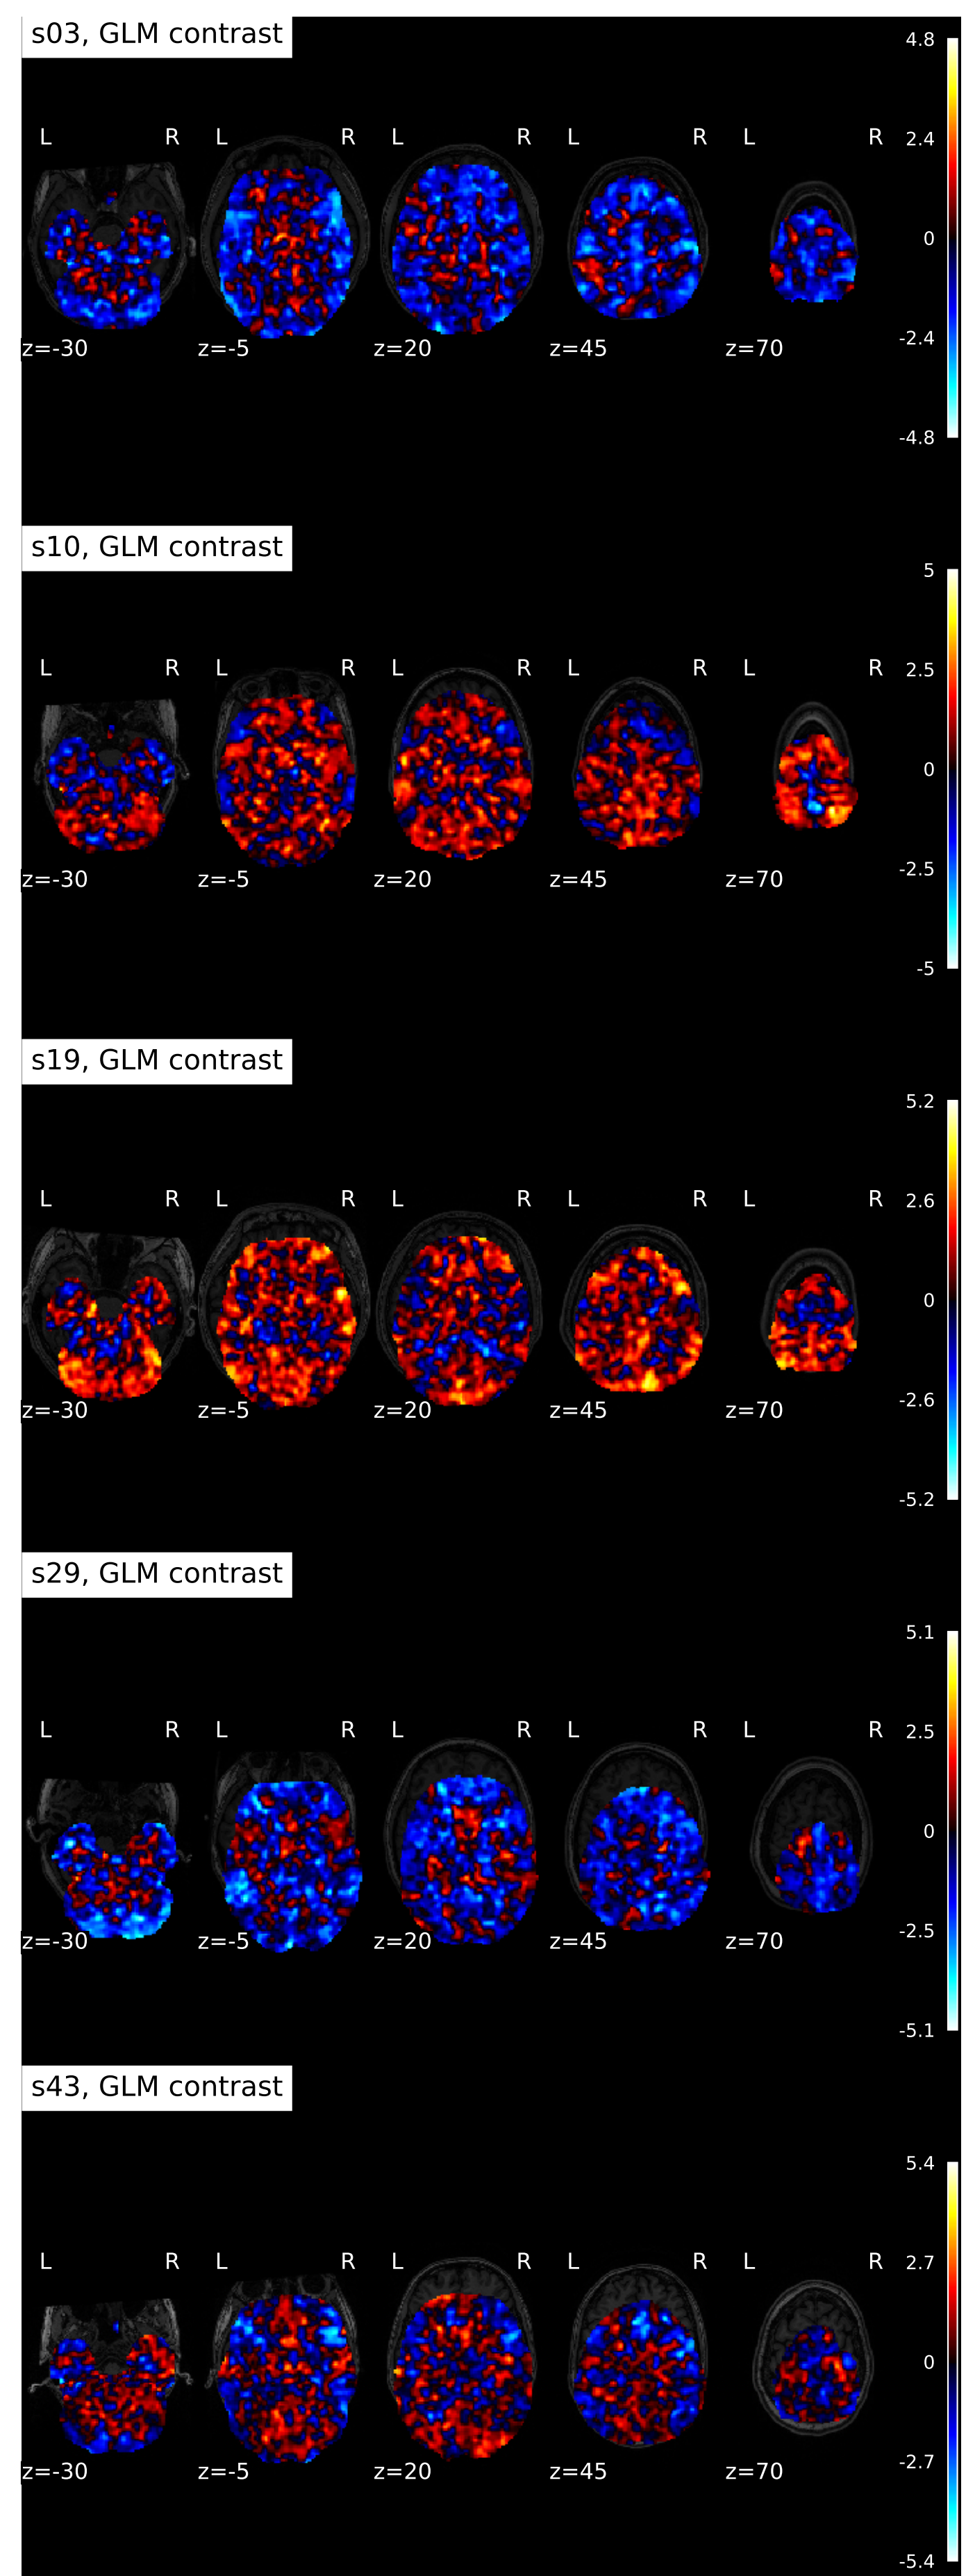 s03, GLM contrast
4.8
L R L R L R L R L R
2.4
0
z=-30 z=-5 z=20 z=45 z=70
-2.4
-4.8
s10, GLM contrast
5
L R L R L R L R L R
2.5
0
z=-30 z=-5 z=20 z=45 z=70
-2.5
-5
s19, GLM contrast
5.2
L R L R L R L R L R
2.6
0
z=-30 z=-5 z=20 z=45 z=70
-2.6
-5.2
s29, GLM contrast
5.1
L R L R L R L R L R
2.5
0
z=-30 z=-5 z=20 z=45 z=70
-2.5
-5.1
s43, GLM contrast
5.4
L R L R L R L R L R
2.7
0
z=-30 z=-5 z=20 z=45 z=70
-2.7
-5.4